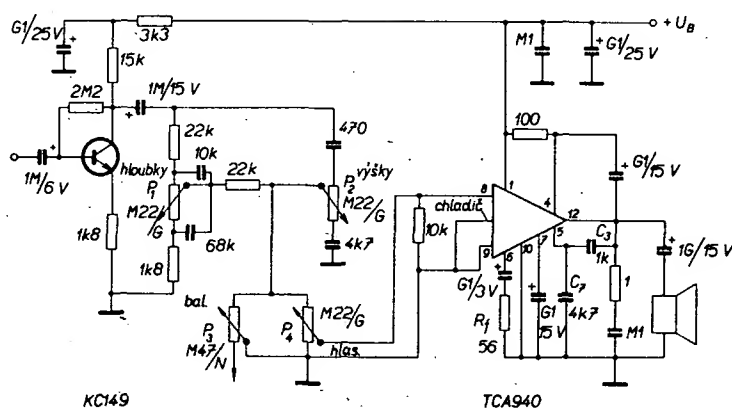 G1/25V
3k3
+ U_B
M1
G1/25V
15k
2M2
1M/15 V
22k
10k
470
100
G1/15V
1M/6V
hloubky
22k
P2 výšky
P1
M22/G
M22/G
8
1
4
12
chladič
10k
9
6
10
7
5
C3
1k
1G/15 V
1k8
68k
4k7
1k8
G1/3V
C7
4k7
G1
15V
1
bal.
M22/G
P3
P4
Rf
56
M1
M47/N
hlas.
KC149
TCA940